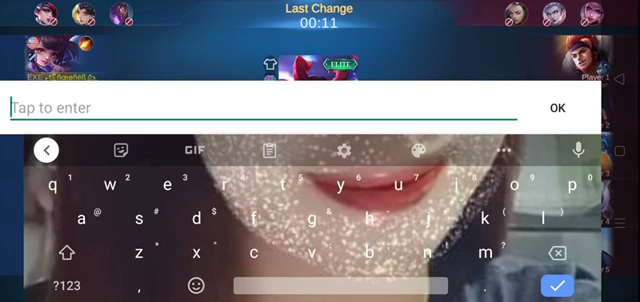 Last Change
00:11
ELITE
Player 1
Tap to enter
OK
GIF
q 1 w 2 e 3 r 4 t 5 y 6 u 7 i 8 o 9 p 0
a @ s # d $ f g & h - j k ( l )
z * x " c v : b n ! m ?
?123 , .